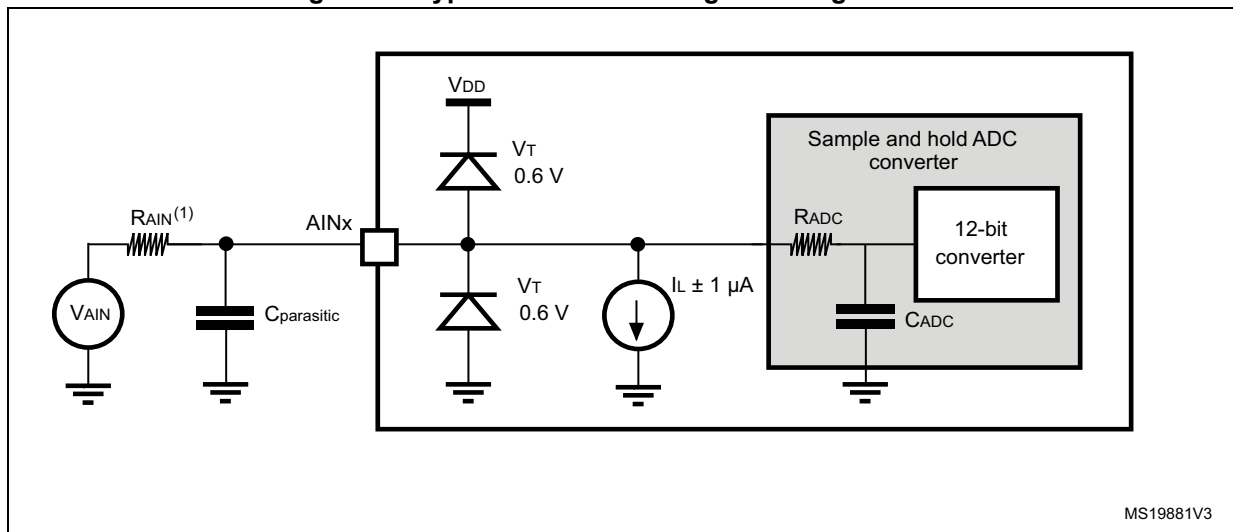 VDD
Sample and hold ADC
converter
VT
0.6 V
RAIN(1)
AINx
RADC
12-bit
converter
VT
0.6 V
IL ± 1 µA
VAIN
Cparasitic
CADC
MS19881V3